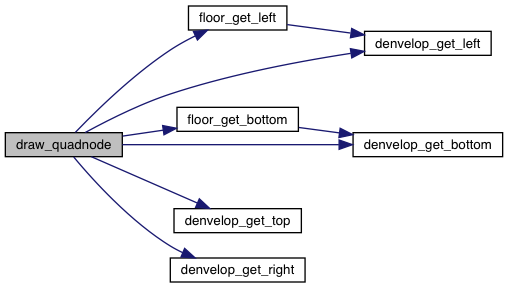 floor_get_left
denvelop_get_left
floor_get_bottom
draw_quadnode
denvelop_get_bottom
denvelop_get_top
denvelop_get_right